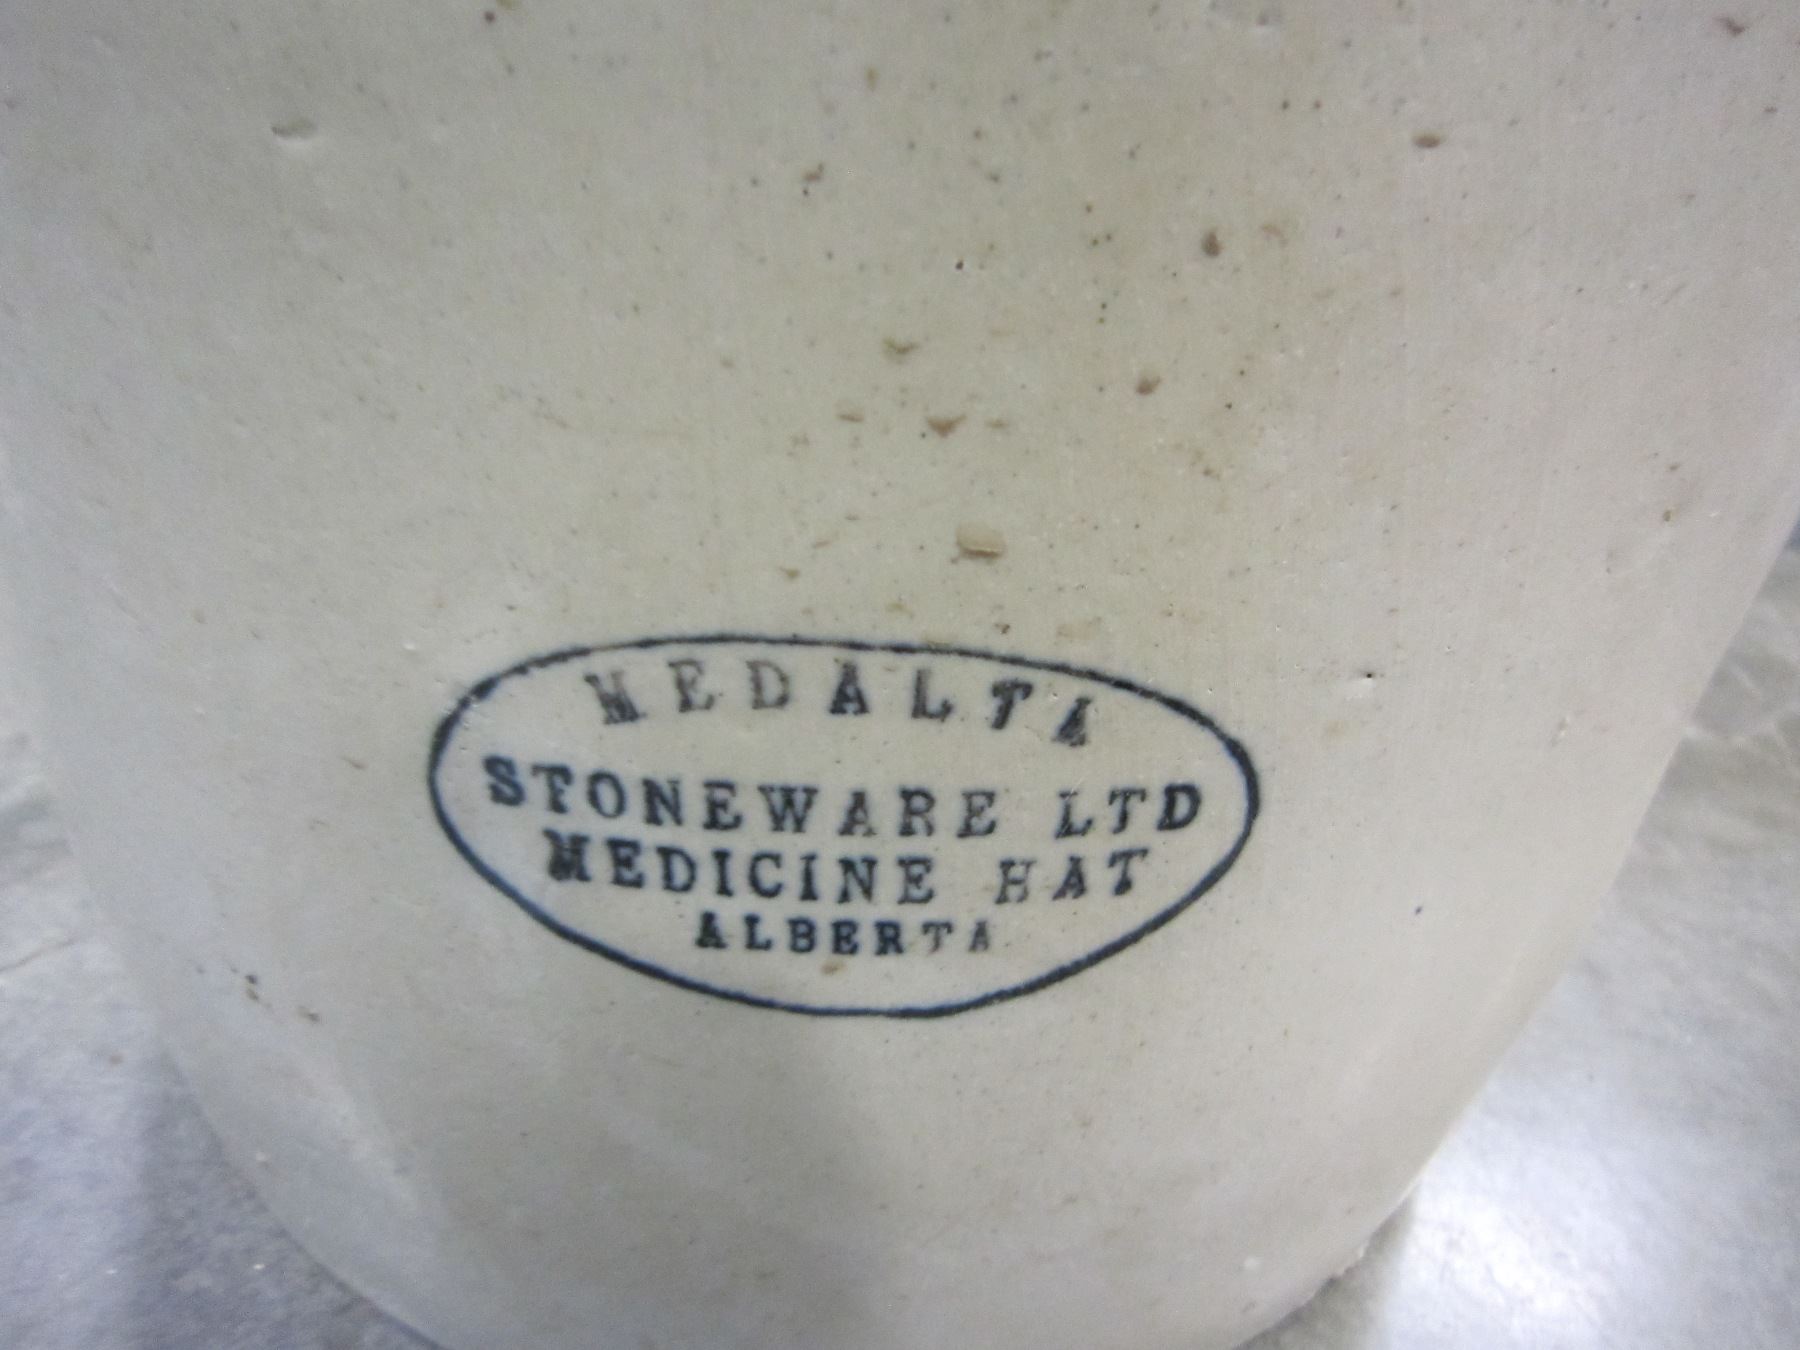 MEDALTA
STONEWARE LTD
MEDICINE HAT
ALBERTA